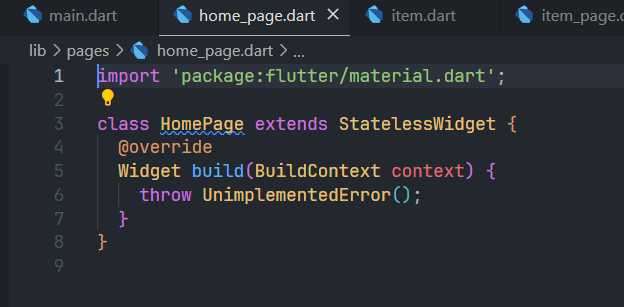 main.dart home_page.dart × item.dart item_page.
lib > pages > home_page.dart > ...
1 import 'package:flutter/material.dart';
2
3 class HomePage extends StatelessWidget {
4 @override
5 Widget build(BuildContext context) {
6 throw UnimplementedError();
7 }
8 }
9